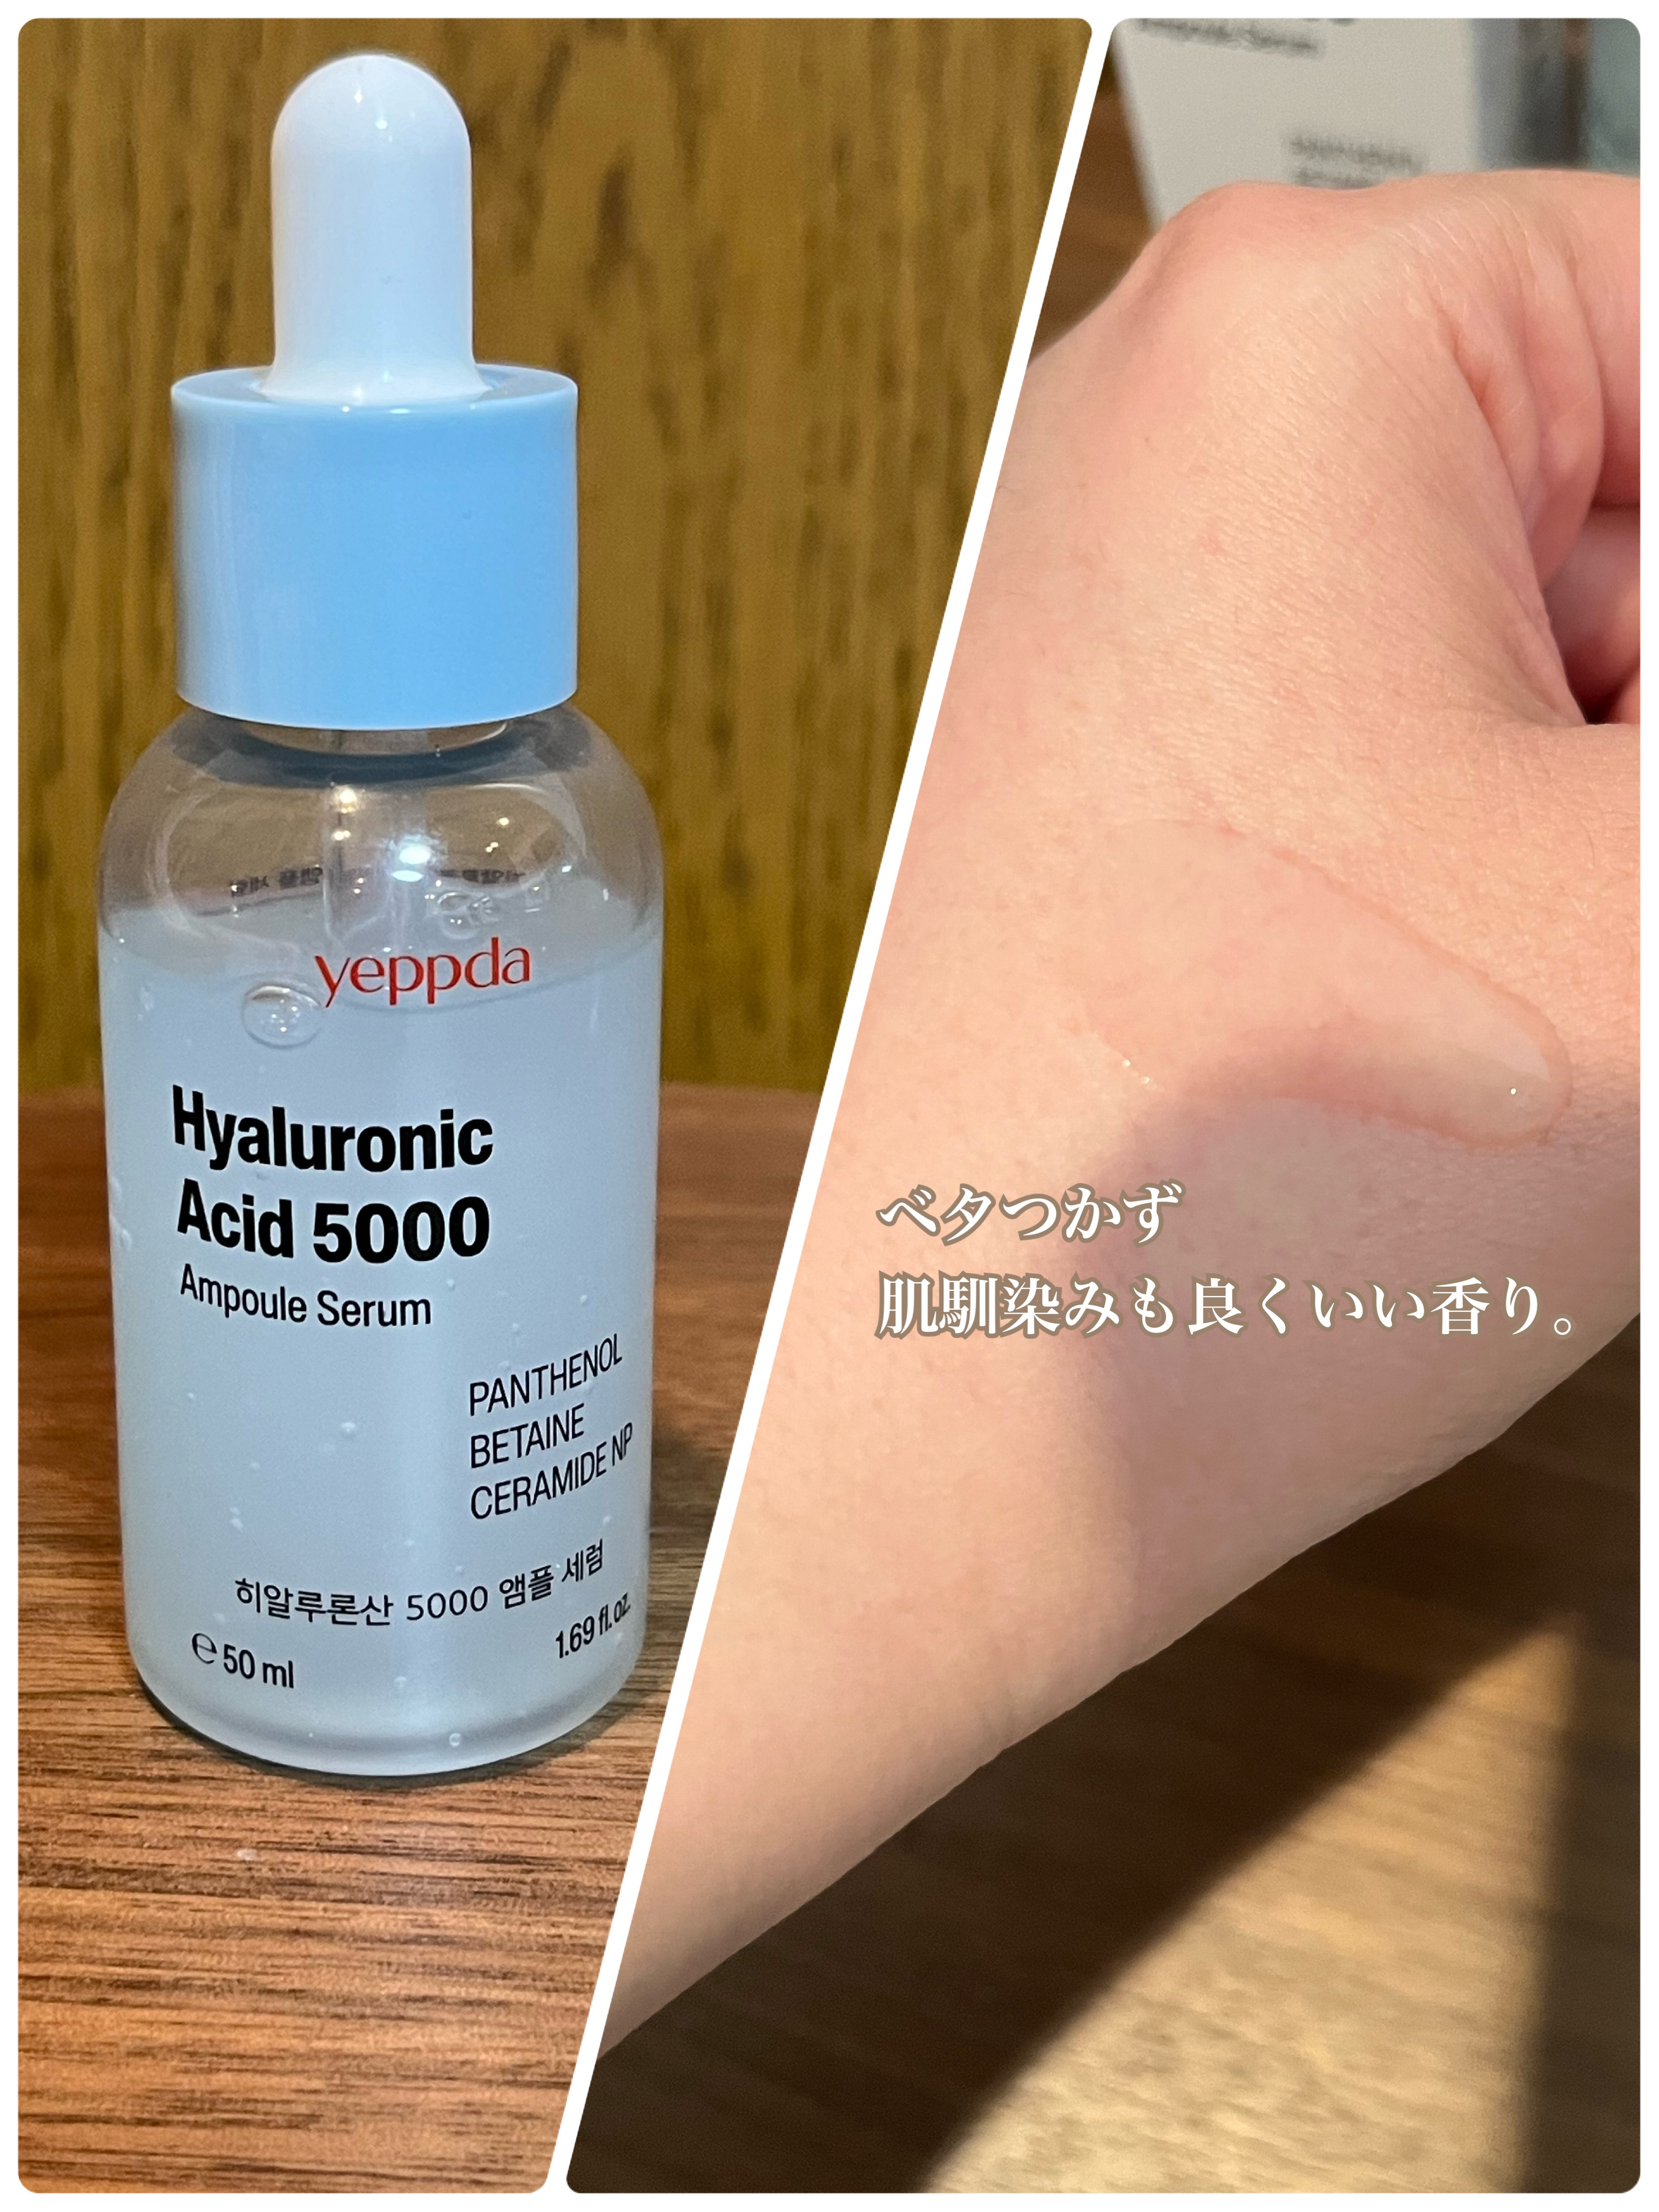 yeppda
Hyaluronic
Acid 5000
Ampoule Serum
PANTHENOL
BETAINE
CERAMIDE NP
히알루론산 5000 앰플 세럼
℮ 50 ml
1.69 fl.oz.
ベタつかず
肌馴染みも良くいい香り。